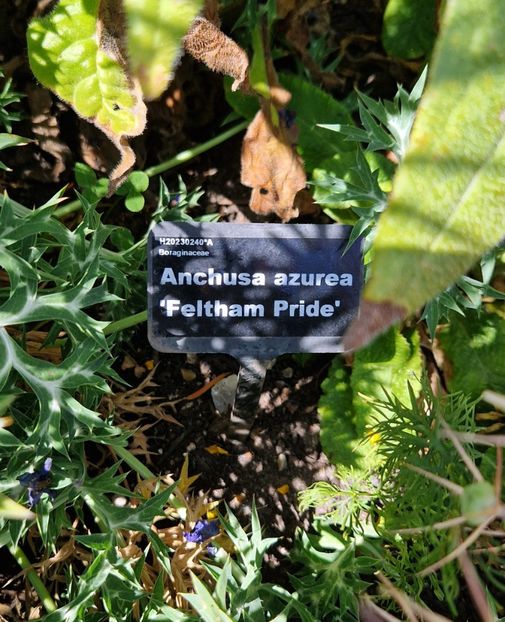 H20230240*A
Boraginaceae
Anchusa azurea
'Feltham Pride'